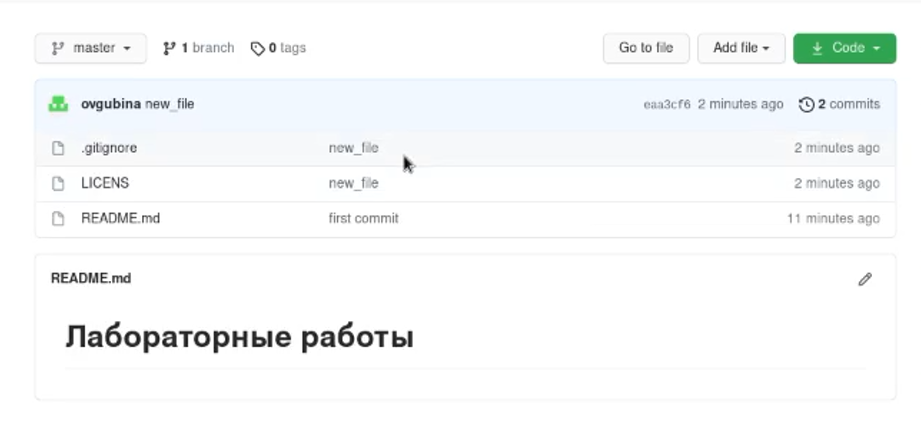 master 1 branch 0 tags Go to file Add file Code
ovgubina new_file eaa3cf6 2 minutes ago 2 commits
.gitignore new_file 2 minutes ago
LICENS new_file 2 minutes ago
README.md first commit 11 minutes ago
README.md
Лабораторные работы